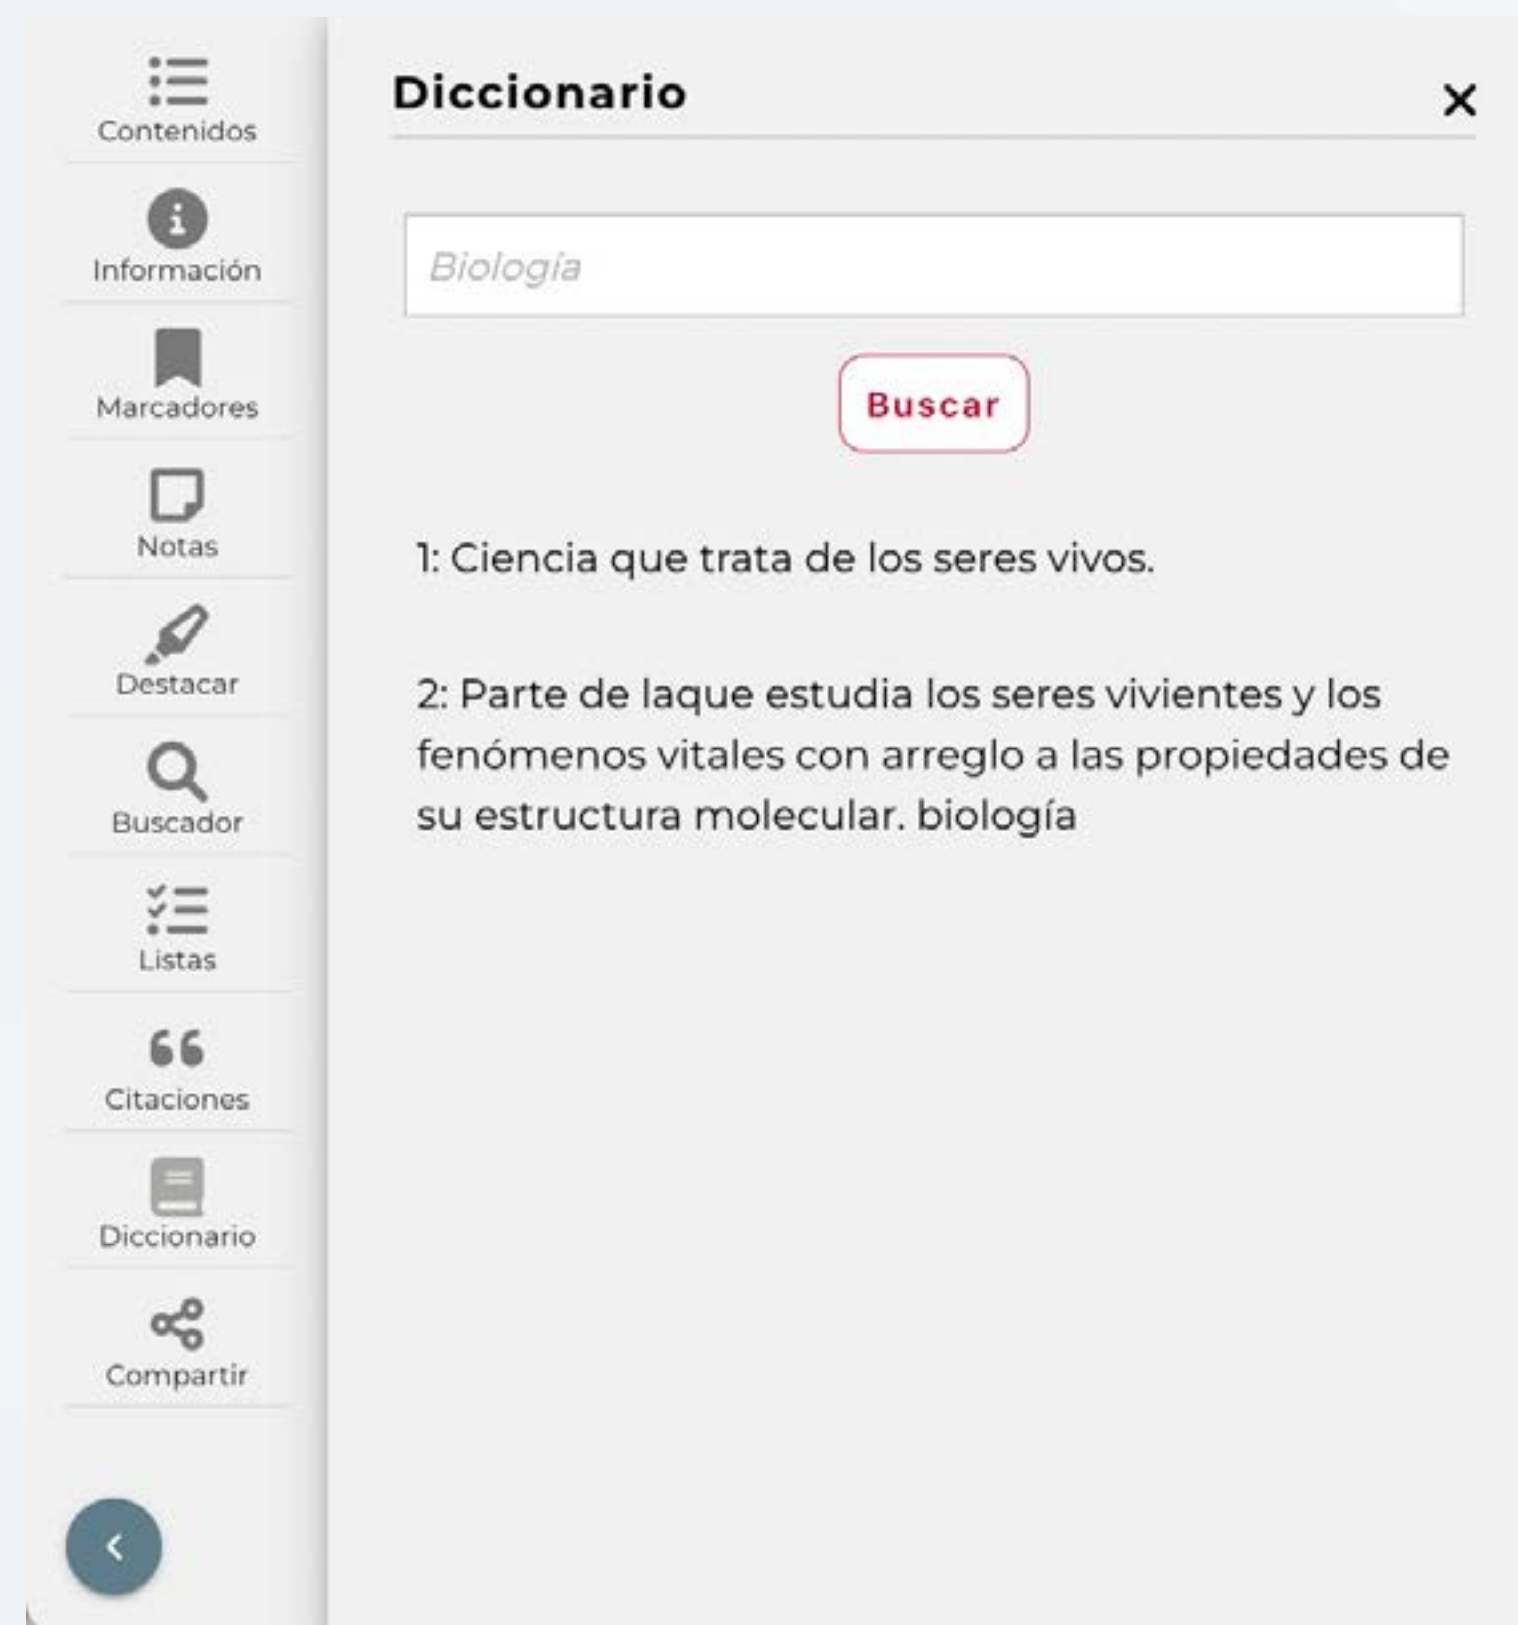 Contenidos
Información
Marcadores
Notas
Destacar
Buscador
Listas
Citaciones
Diccionario
Compartir
Diccionario
Biología
Buscar
1: Ciencia que trata de los seres vivos.
2: Parte de laque estudia los seres vivientes y los
fenómenos vitales con arreglo a las propiedades de
su estructura molecular. biología